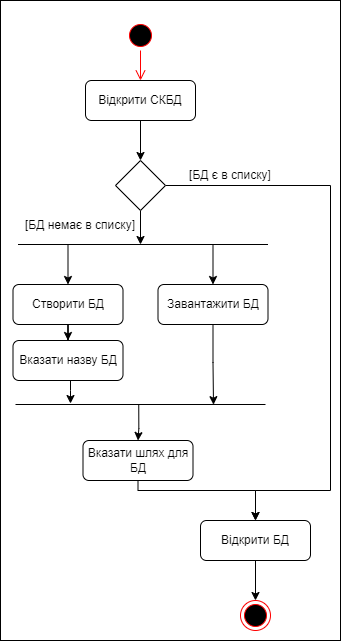 Відкрити СКБД
[БД є в списку]
[БД немає в списку]
Створити БД
Завантажити БД
Вказати назву БД
Вказати шлях для
БД
Відкрити БД